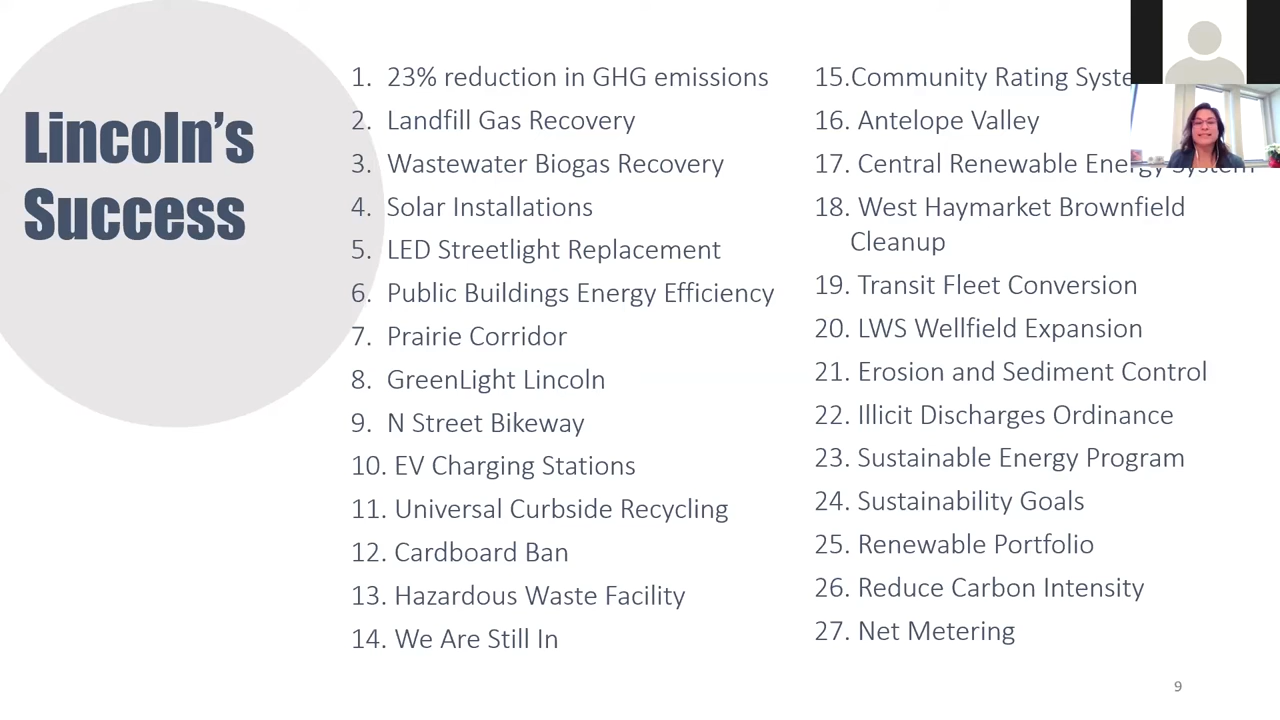 Lincoln's
Success
1. 23% reduction in GHG emissions
2. Landfill Gas Recovery
3. Wastewater Biogas Recovery
4. Solar Installations
5. LED Streetlight Replacement
6. Public Buildings Energy Efficiency
7. Prairie Corridor
8. GreenLight Lincoln
9. N Street Bikeway
10. EV Charging Stations
11. Universal Curbside Recycling
12. Cardboard Ban
13. Hazardous Waste Facility
14. We Are Still In
15.Community Rating
16. Antelope Valley
17. Central Renewable Energy System
18. West Haymarket Brownfield
Cleanup
19. Transit Fleet Conversion
20. LWS Wellfield Expansion
21. Erosion and Sediment Control
22. Illicit Discharges Ordinance
23. Sustainable Energy Program
24. Sustainability Goals
25. Renewable Portfolio
26. Reduce Carbon Intensity
27. Net Metering
9